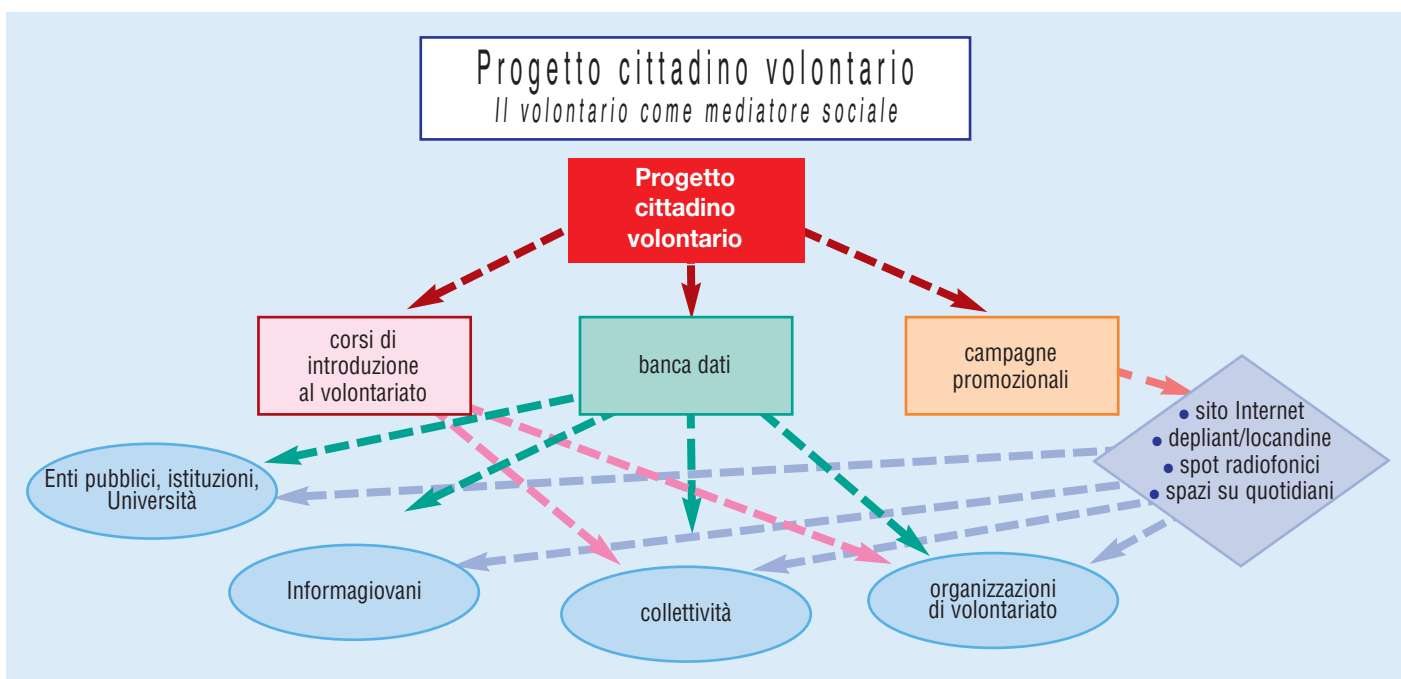 Progetto cittadino volontario
Il volontario come mediatore sociale
Progetto
cittadino
volontario
corsi di
introduzione
al volontariato
banca dati
campagne
promozionali
● sito Internet
● depliant/locandine
● spot radiofonici
● spazi su quotidiani
Enti pubblici, istituzioni,
Università
Informagiovani
collettività
organizzazioni
di volontariato